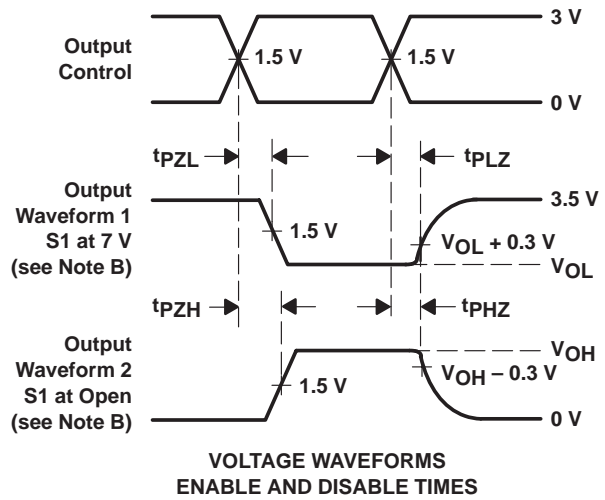 3 V
Output
Control
1.5 V
1.5 V
0 V
tPZL
tPLZ
Output
Waveform 1
S1 at 7 V
(see Note B)
3.5 V
1.5 V
VOL + 0.3 V
VOL
tPZH
tPHZ
Output
Waveform 2
S1 at Open
(see Note B)
VOH
1.5 V
VOH – 0.3 V
0 V
VOLTAGE WAVEFORMS
ENABLE AND DISABLE TIMES